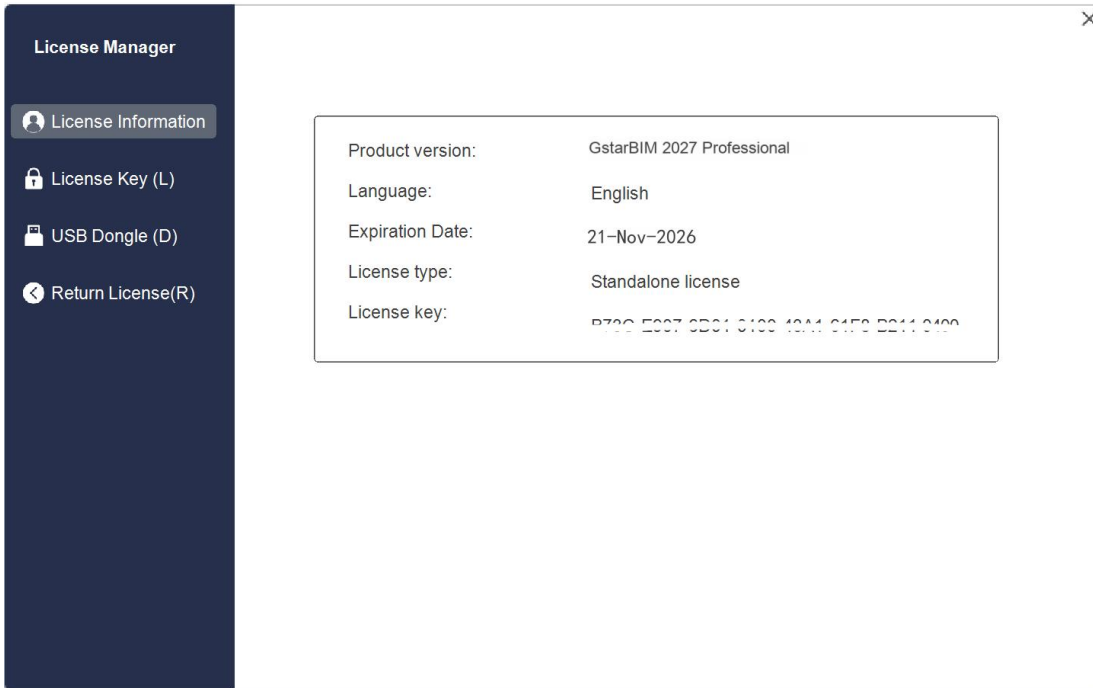 License Manager
License Information
License Key (L)
USB Dongle (D)
Return License(R)
Product version: GstarBIM 2027 Professional
Language: English
Expiration Date: 21-Nov-2026
License type: Standalone license
License key: